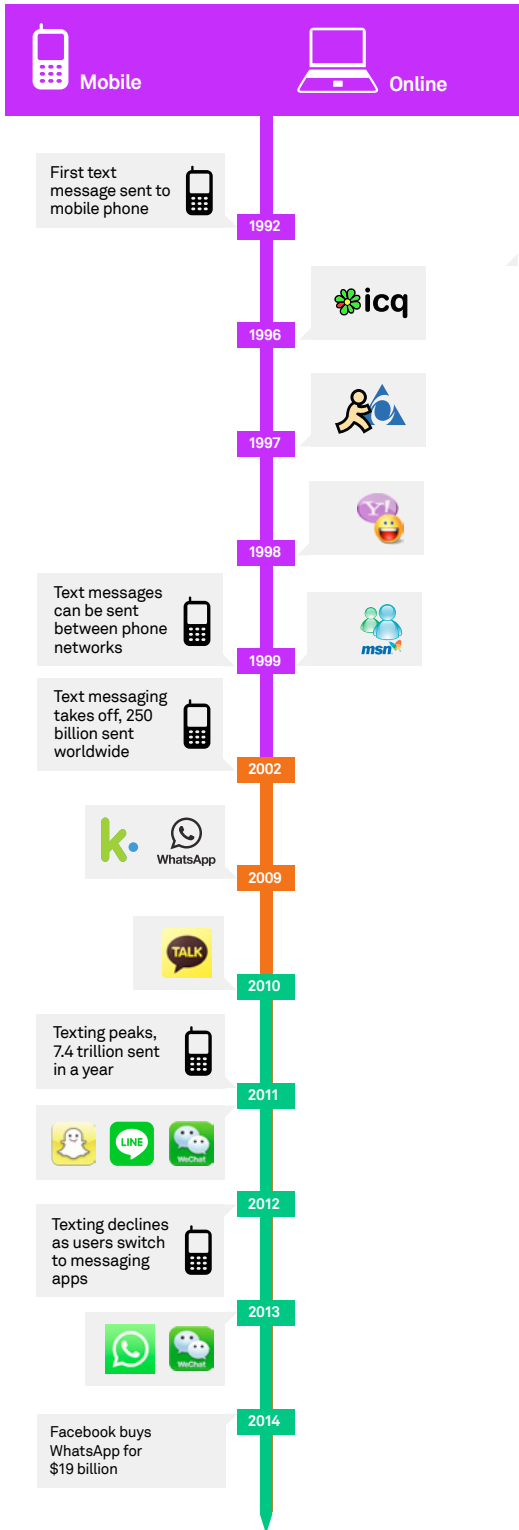 Mobile
Online
First text
message sent to
mobile phone
1992
icq
1996
1997
Y!
1998
Text messages
can be sent
between phone
networks
msn
1999
Text messaging
takes off, 250
billion sent
worldwide
2002
k.
WhatsApp
2009
TALK
2010
Texting peaks,
7.4 trillion sent
in a year
2011
LINE
WeChat
2012
Texting declines
as users switch
to messaging
apps
2013
WeChat
2014
Facebook buys
WhatsApp for
$19 billion